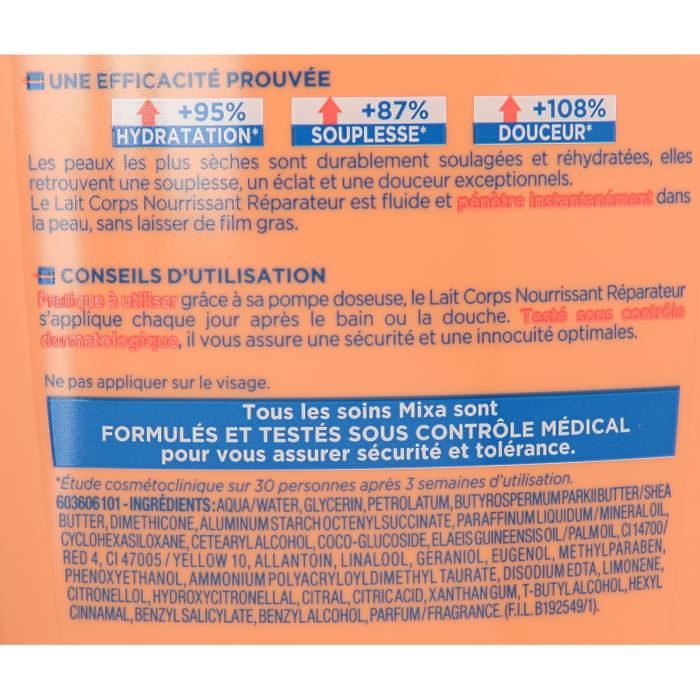 UNE EFFICACITÉ PROUVÉE
+95% +87% +108%
HYDRATATION* SOUPLESSE* DOUCEUR*
Les peaux les plus sèches sont durablement soulagées et réhydratées, elles
retrouvent une souplesse, un éclat et une douceur exceptionnels.
Le Lait Corps Nourrissant Réparateur est fluide et pénètre instantanément dans
la peau, sans laisser de film gras.
CONSEILS D'UTILISATION
Pratique à utiliser grâce à sa pompe doseuse, le Lait Corps Nourrissant Réparateur
s'applique chaque jour après le bain ou la douche. Testé sous contrôle
dermatologique, il vous assure une sécurité et une innocuité optimales.
Ne pas appliquer sur le visage.
Tous les soins Mixa sont
FORMULÉS ET TESTÉS SOUS CONTRÔLE MÉDICAL
pour vous assurer sécurité et tolérance.
*Étude cosmétoclinique sur 30 personnes après 3 semaines d'utilisation.
603606101 - INGRÉDIENTS: AQUA/WATER, GLYCERIN, PETROLATUM, BUTYROSPERMUM PARKII BUTTER/SHEA
BUTTER, DIMETHICONE, ALUMINUM STARCH OCTENYLSUCCINATE, PARAFFINUM LIQUIDUM/MINERAL OIL,
CYCLOHEXASILOXANE, CETEARYL ALCOHOL, COCO-GLUCOSIDE, ELAEIS GUINEENSIS OIL/PALM OIL, CI 14700/
RED 4, CI 47005 / YELLOW 10, ALLANTOIN, LINALOOL, GERANIOL, EUGENOL, METHYLPARABEN,
PHENOXYETHANOL, AMMONIUM POLYACRYLOYLDIMETHYL TAURATE, DISODIUM EDTA, LIMONENE,
CITRONELLOL, HYDROXYCITRONELLAL, CITRAL, CITRIC ACID, XANTHAN GUM, T-BUTYL ALCOHOL, HEXYL
CINNAMAL, BENZYL SALICYLATE, BENZYL ALCOHOL, PARFUM/FRAGRANCE. (F.I.L. B192549/1).